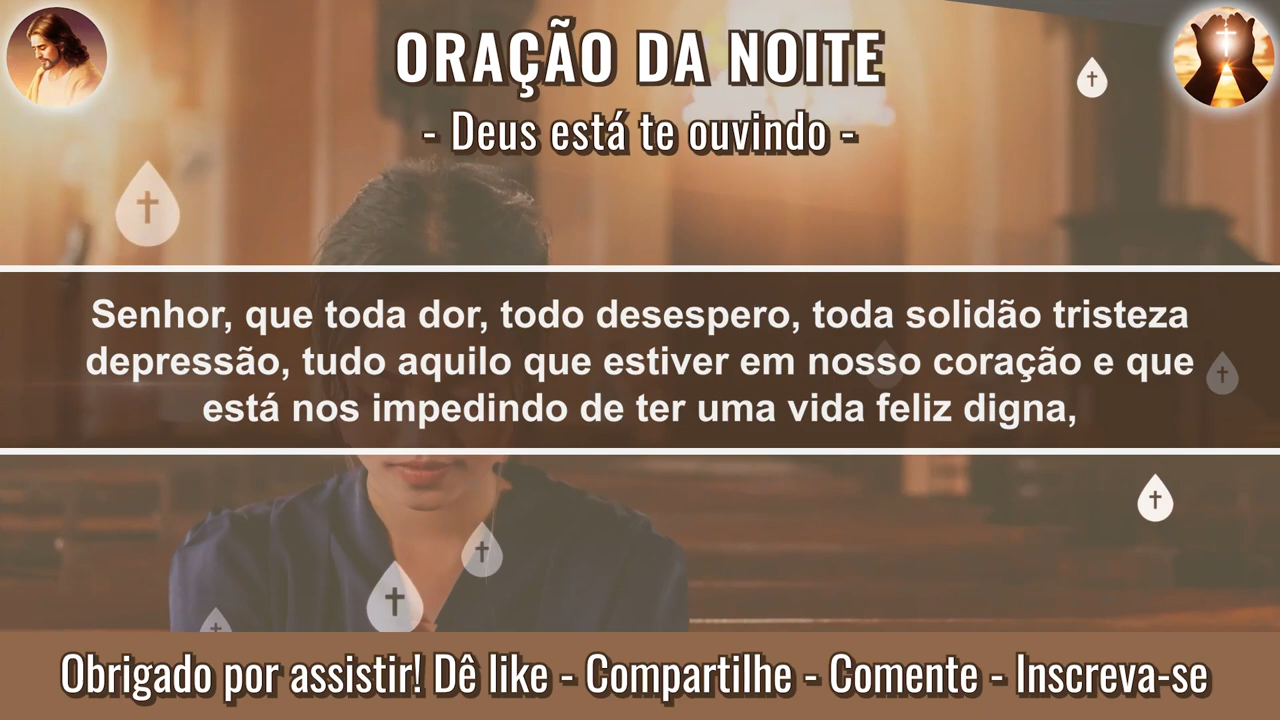 ORAÇÃO DA NOITE
- Deus está te ouvindo -
Senhor, que toda dor, todo desespero, toda solidão tristeza
depressão, tudo aquilo que estiver em nosso coração e que
está nos impedindo de ter uma vida feliz digna,
Obrigado por assistir! Dê like - Compartilhe - Comente - Inscreva-se